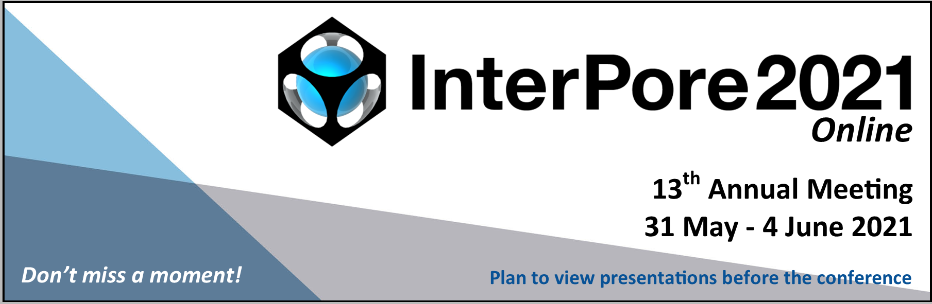 InterPore2021
Online
13th Annual Meeting
31 May - 4 June 2021
Don't miss a moment!
Plan to view presentations before the conference